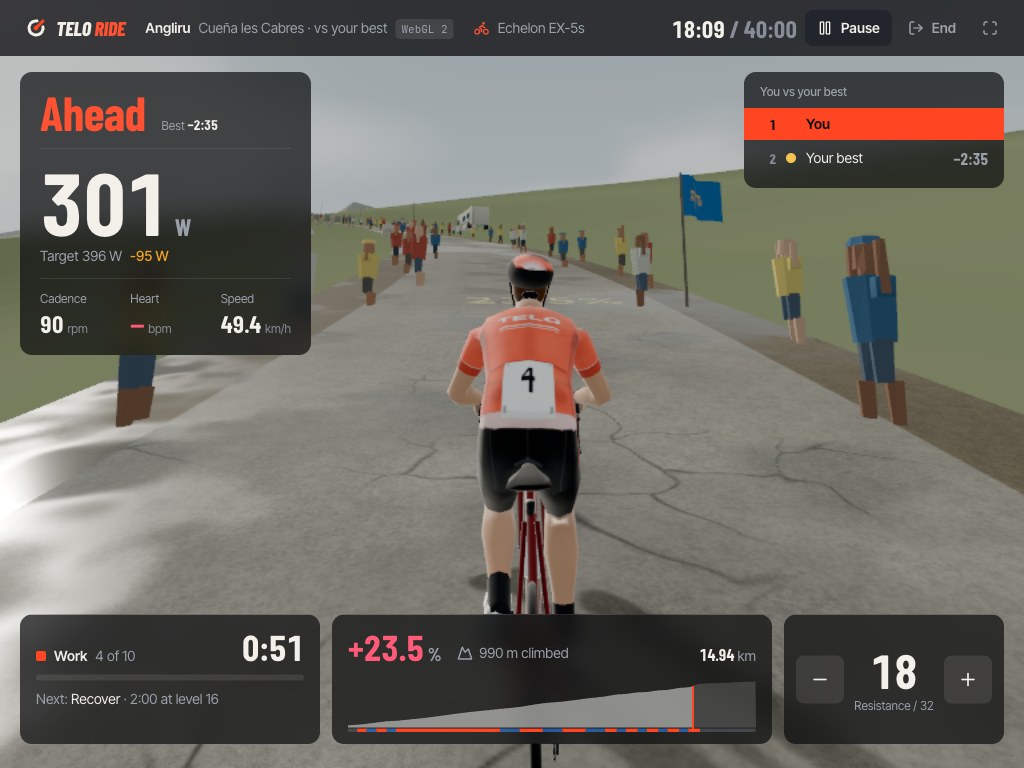 TELO RIDE
Angliru Cueña les Cabres · vs your best WebGL 2
Echelon EX-5s
18:09 / 40:00
Pause
End
Ahead Best −2:35
301 W
Target 396 W -95 W
Cadence Heart Speed
90 rpm – bpm 49.4 km/h
You vs your best
1 You
2 Your best −2:35
TELO
4
Work 4 of 10 0:51
Next: Recover · 2:00 at level 16
+23.5 % 990 m climbed 14.94 km
− 18 +
Resistance / 32